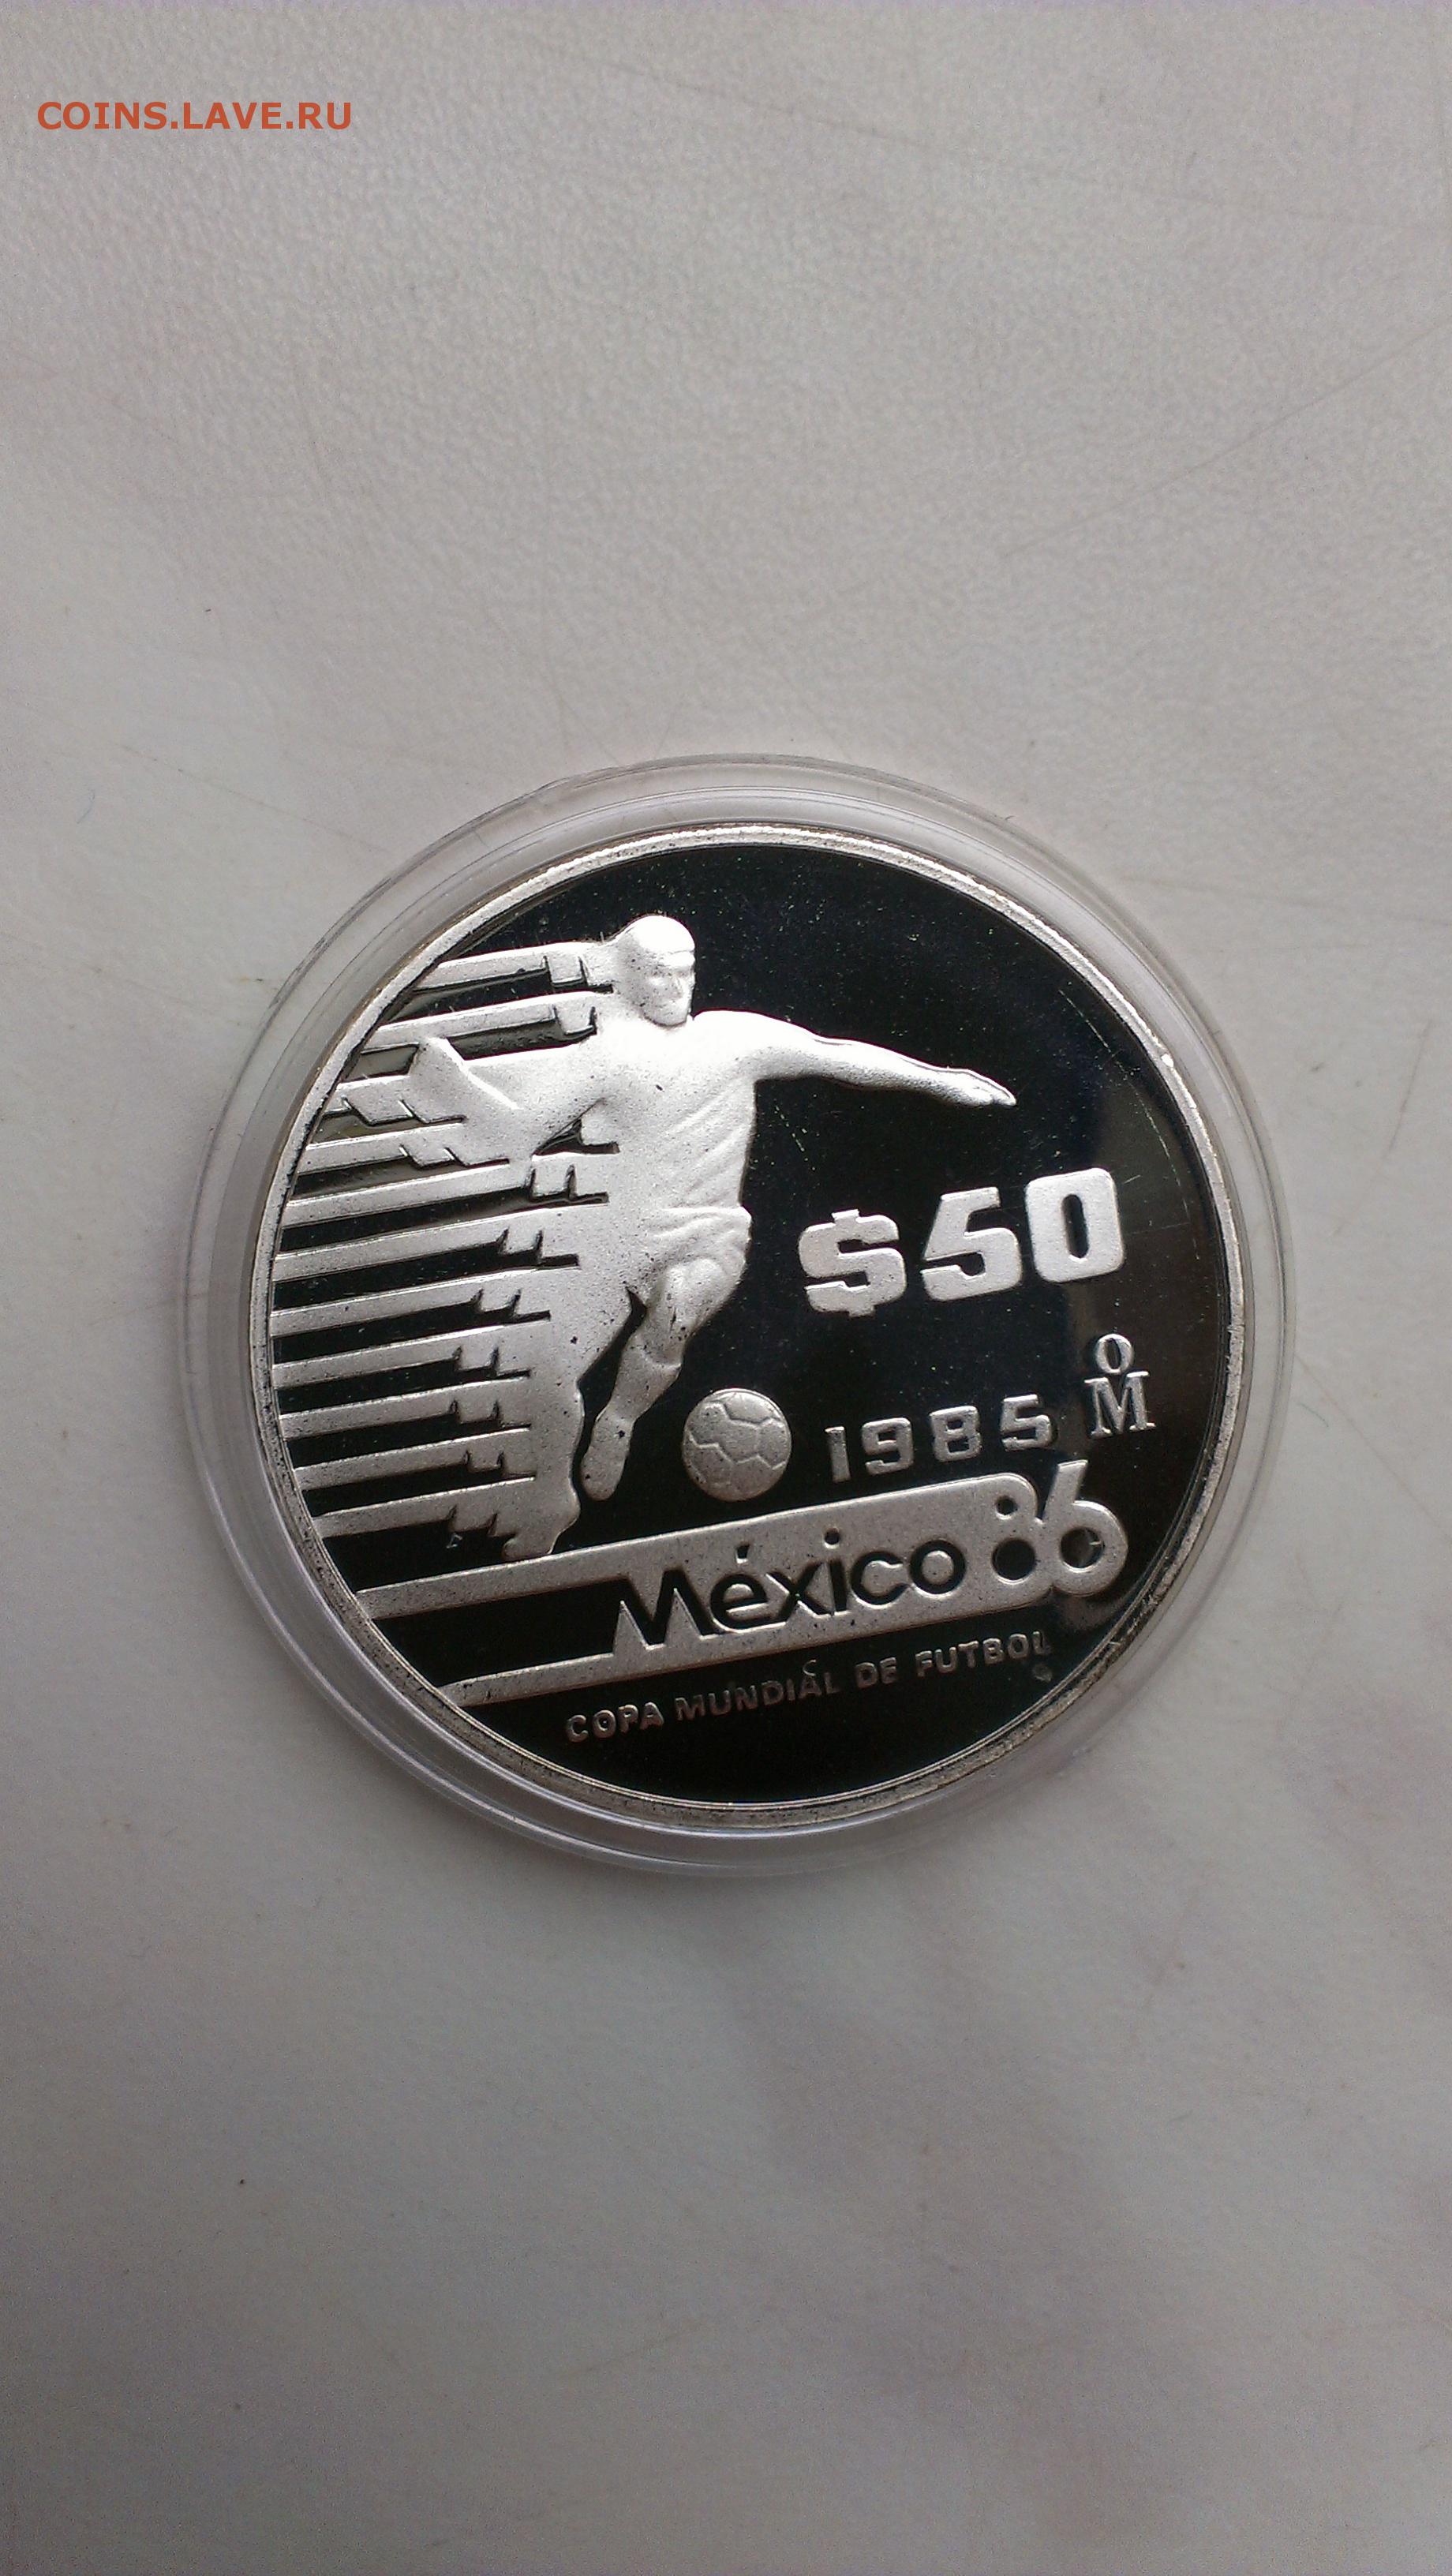 COINS.LAVE.RU
$50
1985 Mo
México 86
COPA MUNDIAL DE FUTBOL